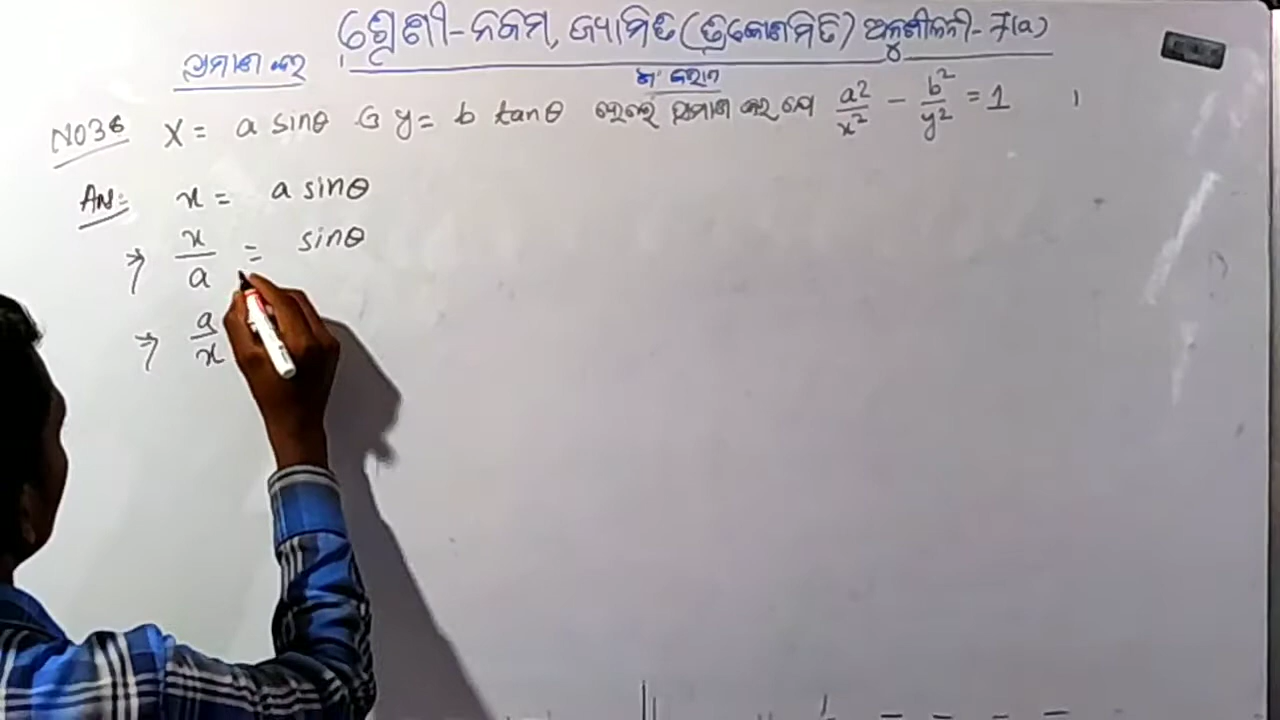 ଶ୍ରେଣୀ-ନବମ, ଜ୍ୟାମିତି (ତ୍ରିକୋଣମିତି) ଅନୁଶୀଳନୀ-7(a)
ପ୍ରମାଣ କର
NO36 X = a sinθ ଓ y = b tanθ ହେଲେ ପ୍ରମାଣ କର ଯେ a²/x² - b²/y² = 1 ।
ANS: x = a sinθ
⇒ x/a = sinθ
⇒ a/x